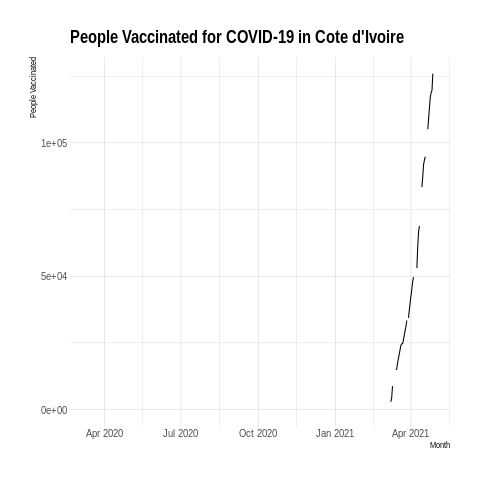 People Vaccinated for COVID-19 in Cote d'Ivoire
People Vaccinated
1e+05
5e+04
0e+00
Apr 2020 Jul 2020 Oct 2020 Jan 2021 Apr 2021
Month